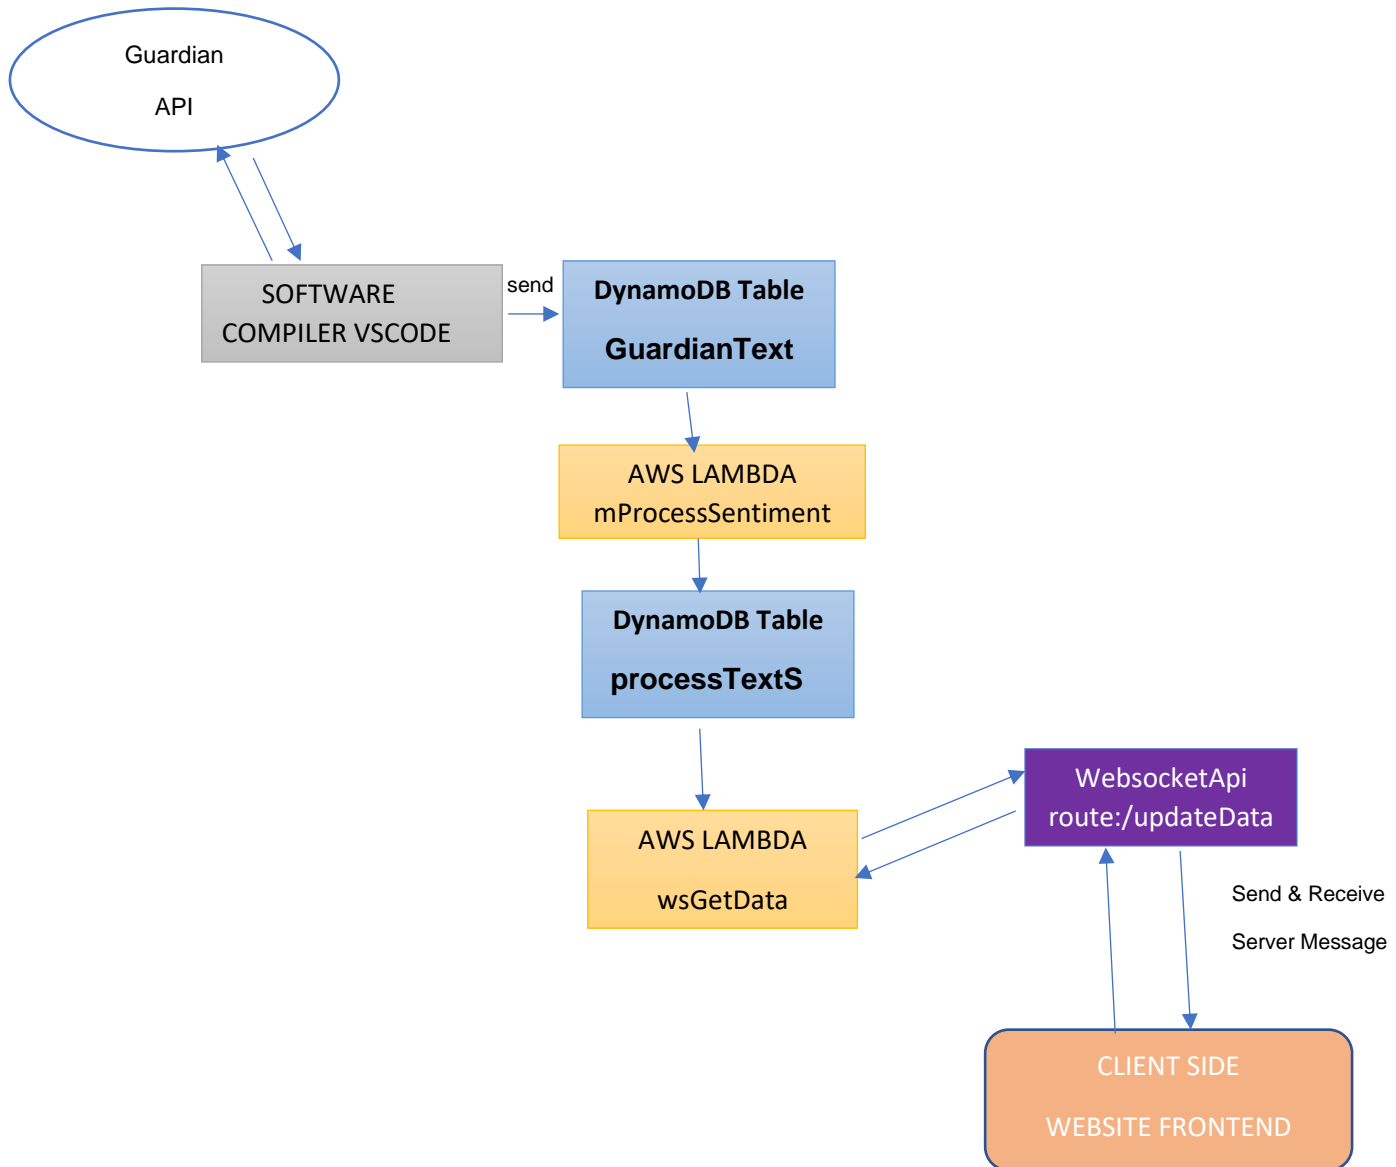 Guardian
API
SOFTWARE
COMPILER VSCODE
send
DynamoDB Table
GuardianText
AWS LAMBDA
mProcessSentiment
DynamoDB Table
processTextS
AWS LAMBDA
wsGetData
WebsocketApi
route:/updateData
Send & Receive
Server Message
CLIENT SIDE
WEBSITE FRONTEND